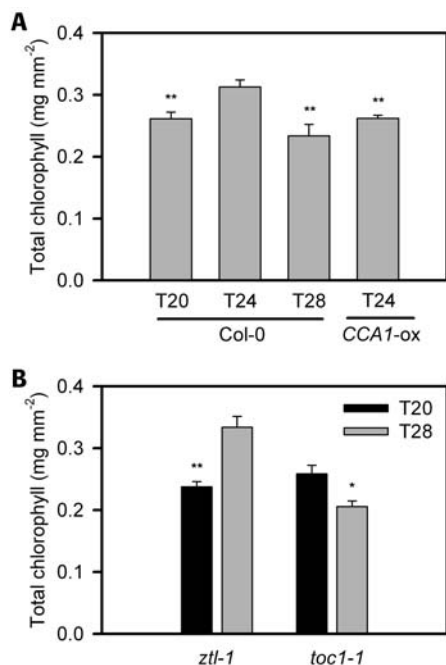 A
Total chlorophyll (mg mm⁻²)
0.4
0.3
0.2
0.1
0.0
** ** **
T20 T24 T28 T24
Col-0 CCA1-ox
B
Total chlorophyll (mg mm⁻²)
0.4
0.3
0.2
0.1
0.0
T20
T28
** *
ztl-1 toc1-1